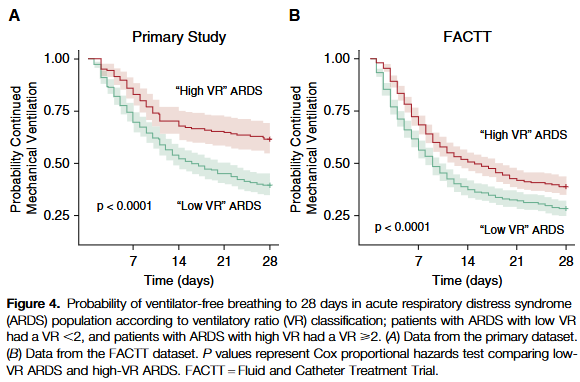 A
Primary Study
Probability Continued
Mechanical Ventilation
1.00
0.75
0.50
0.25
"High VR" ARDS
p < 0.0001
"Low VR" ARDS
7 14 21 28
Time (days)
B
FACTT
Probability Continued
Mechanical Ventilation
1.00
0.75
0.50
0.25
"High VR" ARDS
p < 0.0001
"Low VR" ARDS
7 14 21 28
Time (days)
Figure 4. Probability of ventilator-free breathing to 28 days in acute respiratory distress syndrome
(ARDS) population according to ventilatory ratio (VR) classification; patients with ARDS with low VR
had a VR <2, and patients with ARDS with high VR had a VR ≥2. (A) Data from the primary dataset.
(B) Data from the FACTT dataset. P values represent Cox proportional hazards test comparing low-
VR ARDS and high-VR ARDS. FACTT = Fluid and Catheter Treatment Trial.